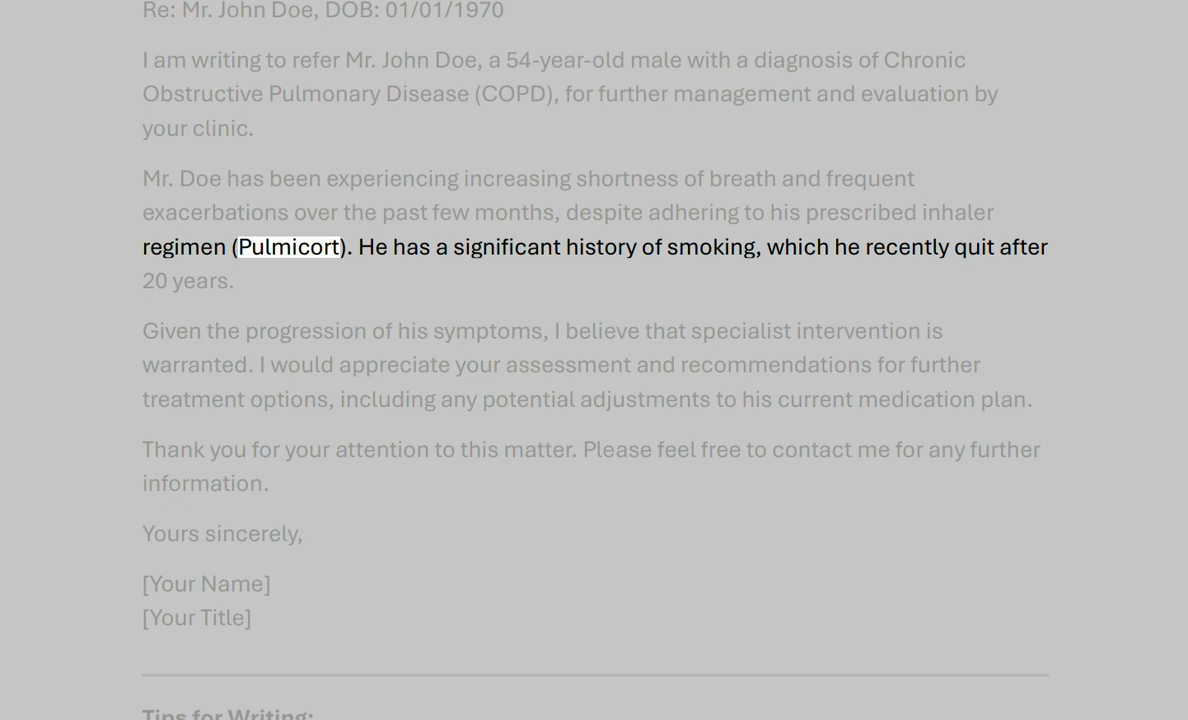 Re: Mr. John Doe, DOB: 01/01/1970
I am writing to refer Mr. John Doe, a 54-year-old male with a diagnosis of Chronic
Obstructive Pulmonary Disease (COPD), for further management and evaluation by
your clinic.
Mr. Doe has been experiencing increasing shortness of breath and frequent
exacerbations over the past few months, despite adhering to his prescribed inhaler
regimen (Pulmicort). He has a significant history of smoking, which he recently quit after
20 years.
Given the progression of his symptoms, I believe that specialist intervention is
warranted. I would appreciate your assessment and recommendations for further
treatment options, including any potential adjustments to his current medication plan.
Thank you for your attention to this matter. Please feel free to contact me for any further
information.
Yours sincerely,
[Your Name]
[Your Title]
Tips for Writing: